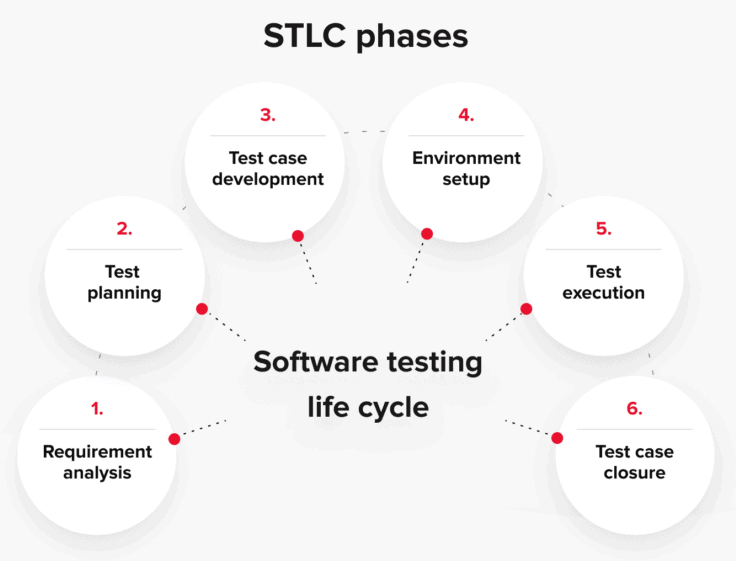 STLC phases
1.
Requirement
analysis
2.
Test
planning
3.
Test case
development
4.
Environment
setup
5.
Test
execution
6.
Test case
closure
Software testing
life cycle